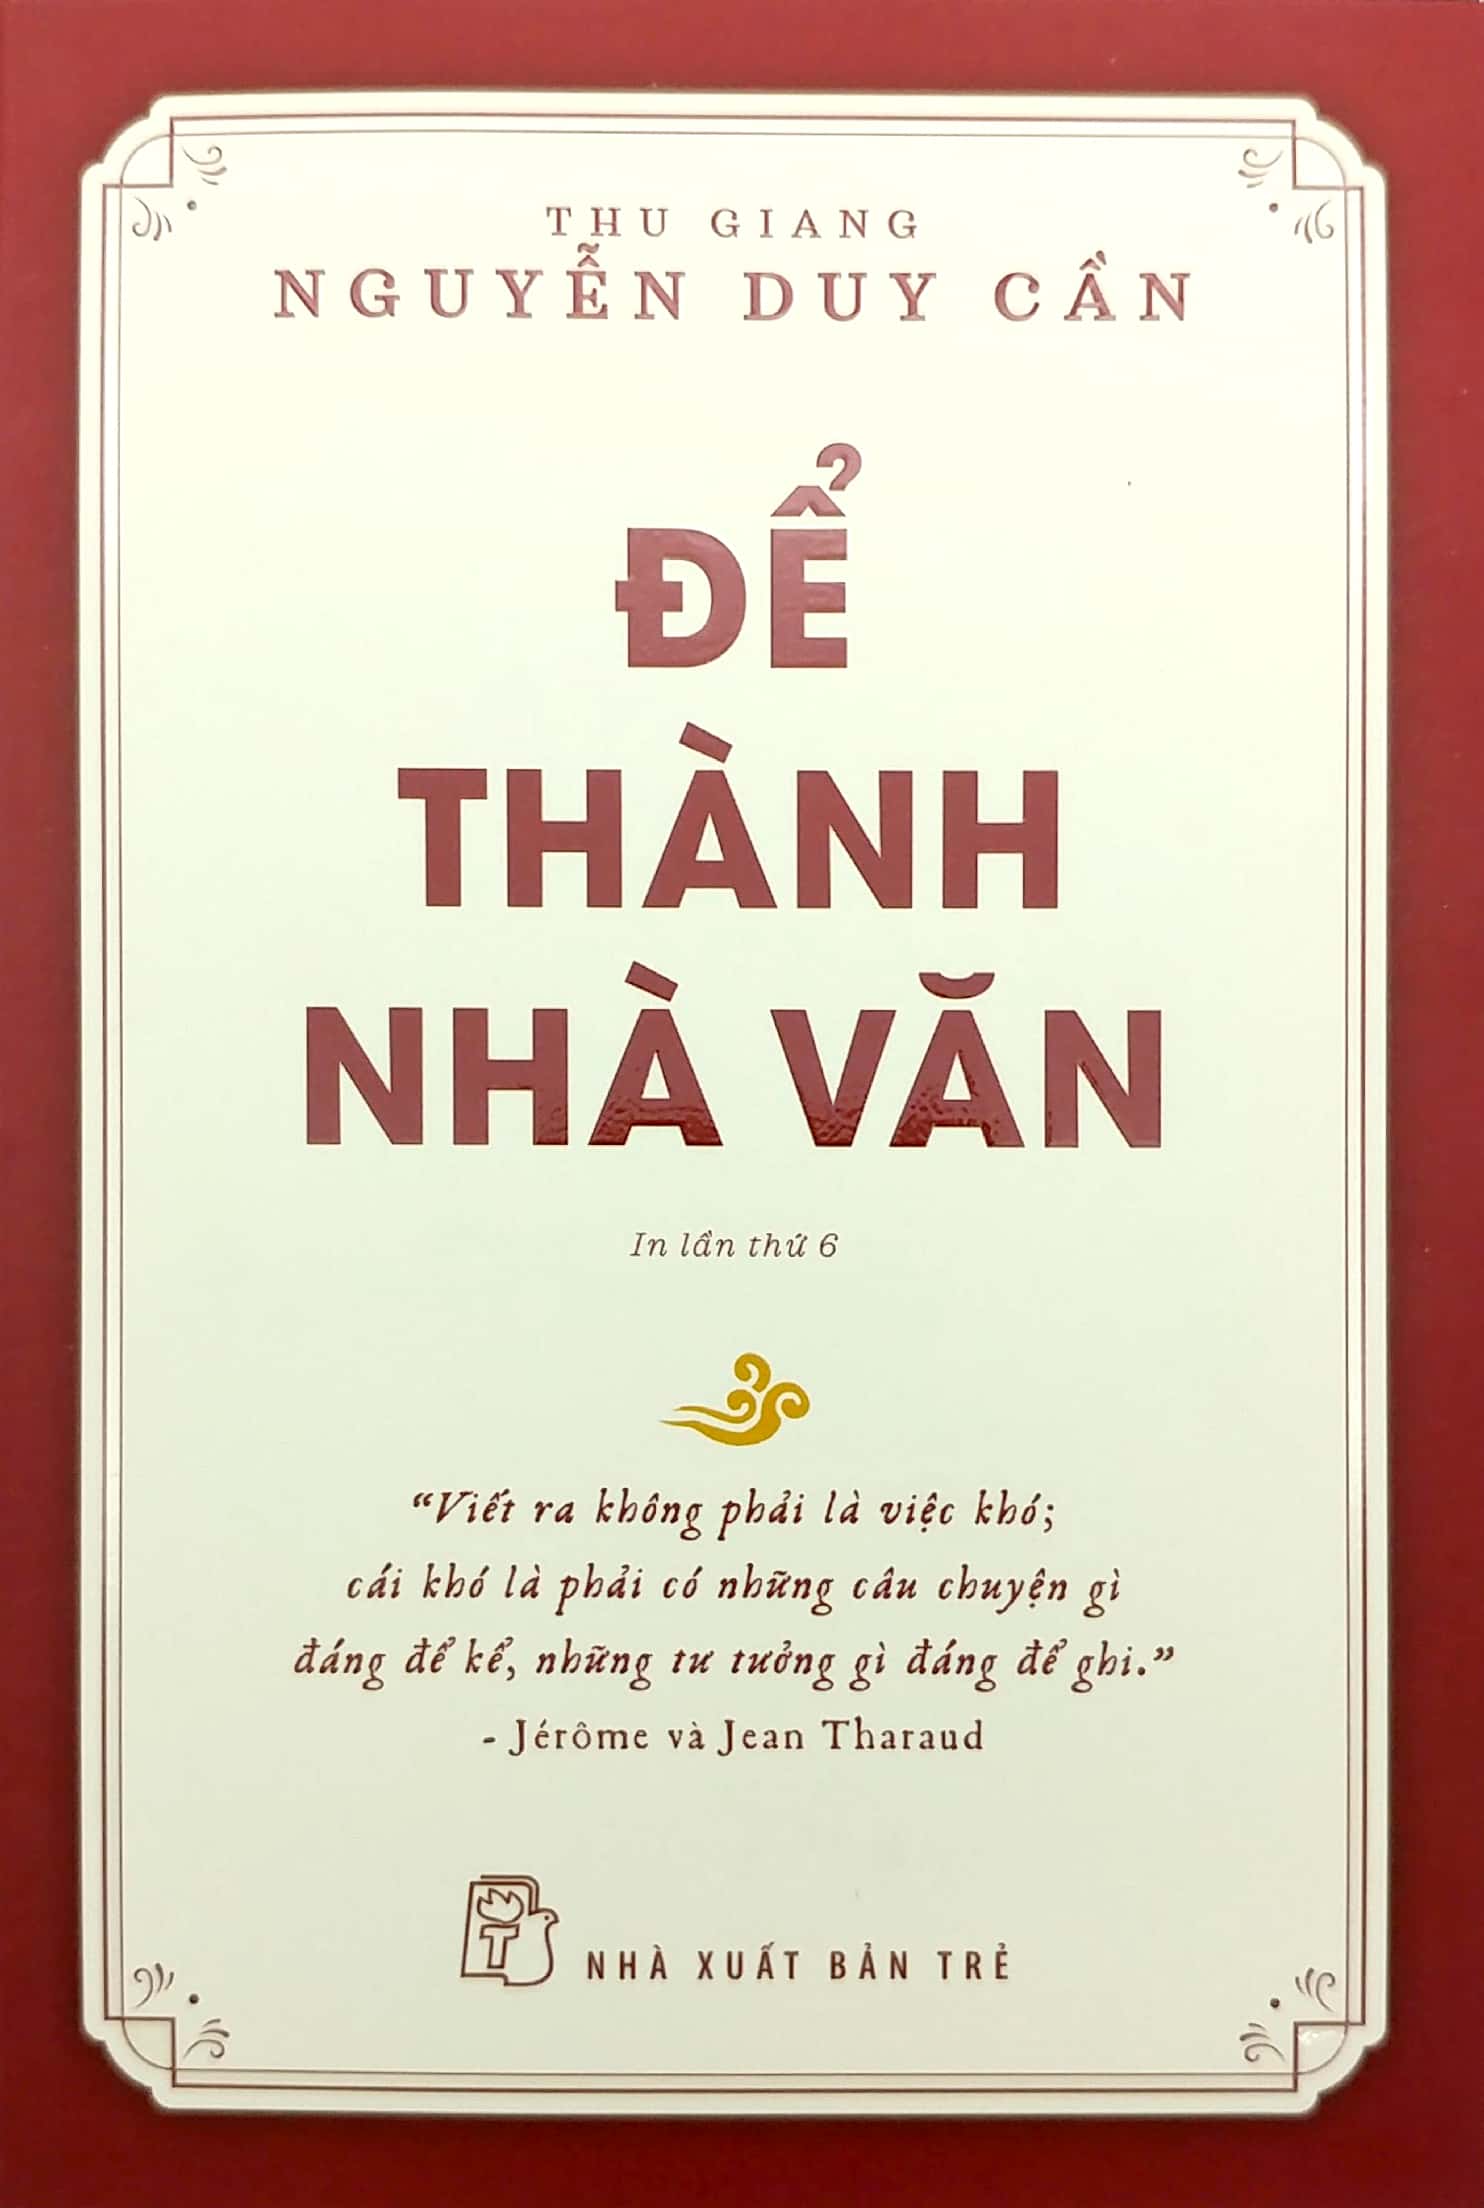 THU GIANG
NGUYỄN DUY CẦN
ĐỂ
THÀNH
NHÀ VĂN
In lần thứ 6
“Viết ra không phải là việc khó;
cái khó là phải có những câu chuyện gì
đáng để kể, những tư tưởng gì đáng để ghi.”
- Jérôme và Jean Tharaud
T
NHÀ XUẤT BẢN TRẺ